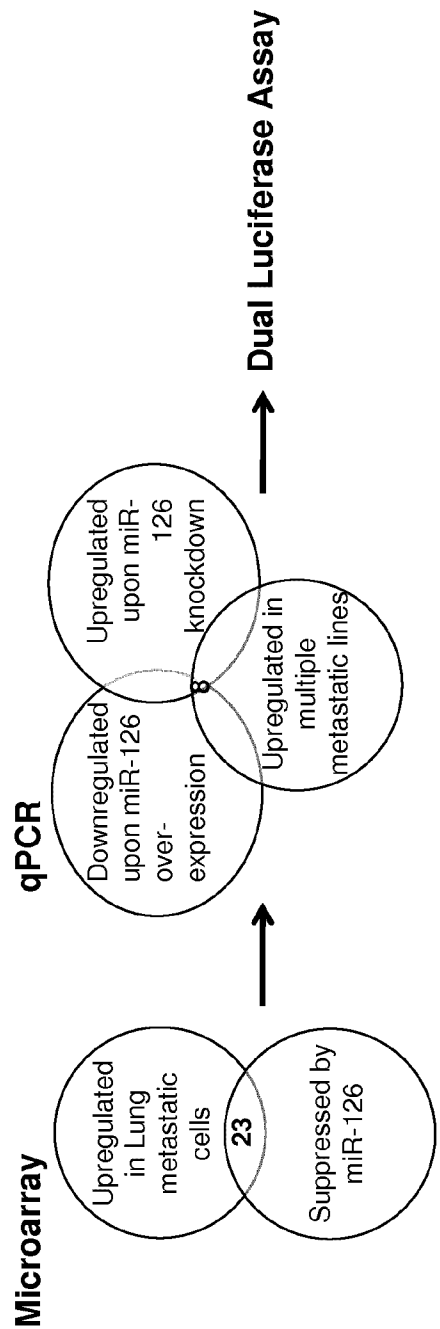 Microarray
Upregulated
in Lung
metastatic
cells
23
Suppressed by
miR-126
qPCR
Downregulated
upon miR-126
over-
expression
Upregulated
upon miR-
126
knockdown
8
Upregulated in
multiple
metastatic lines
Dual Luciferase Assay